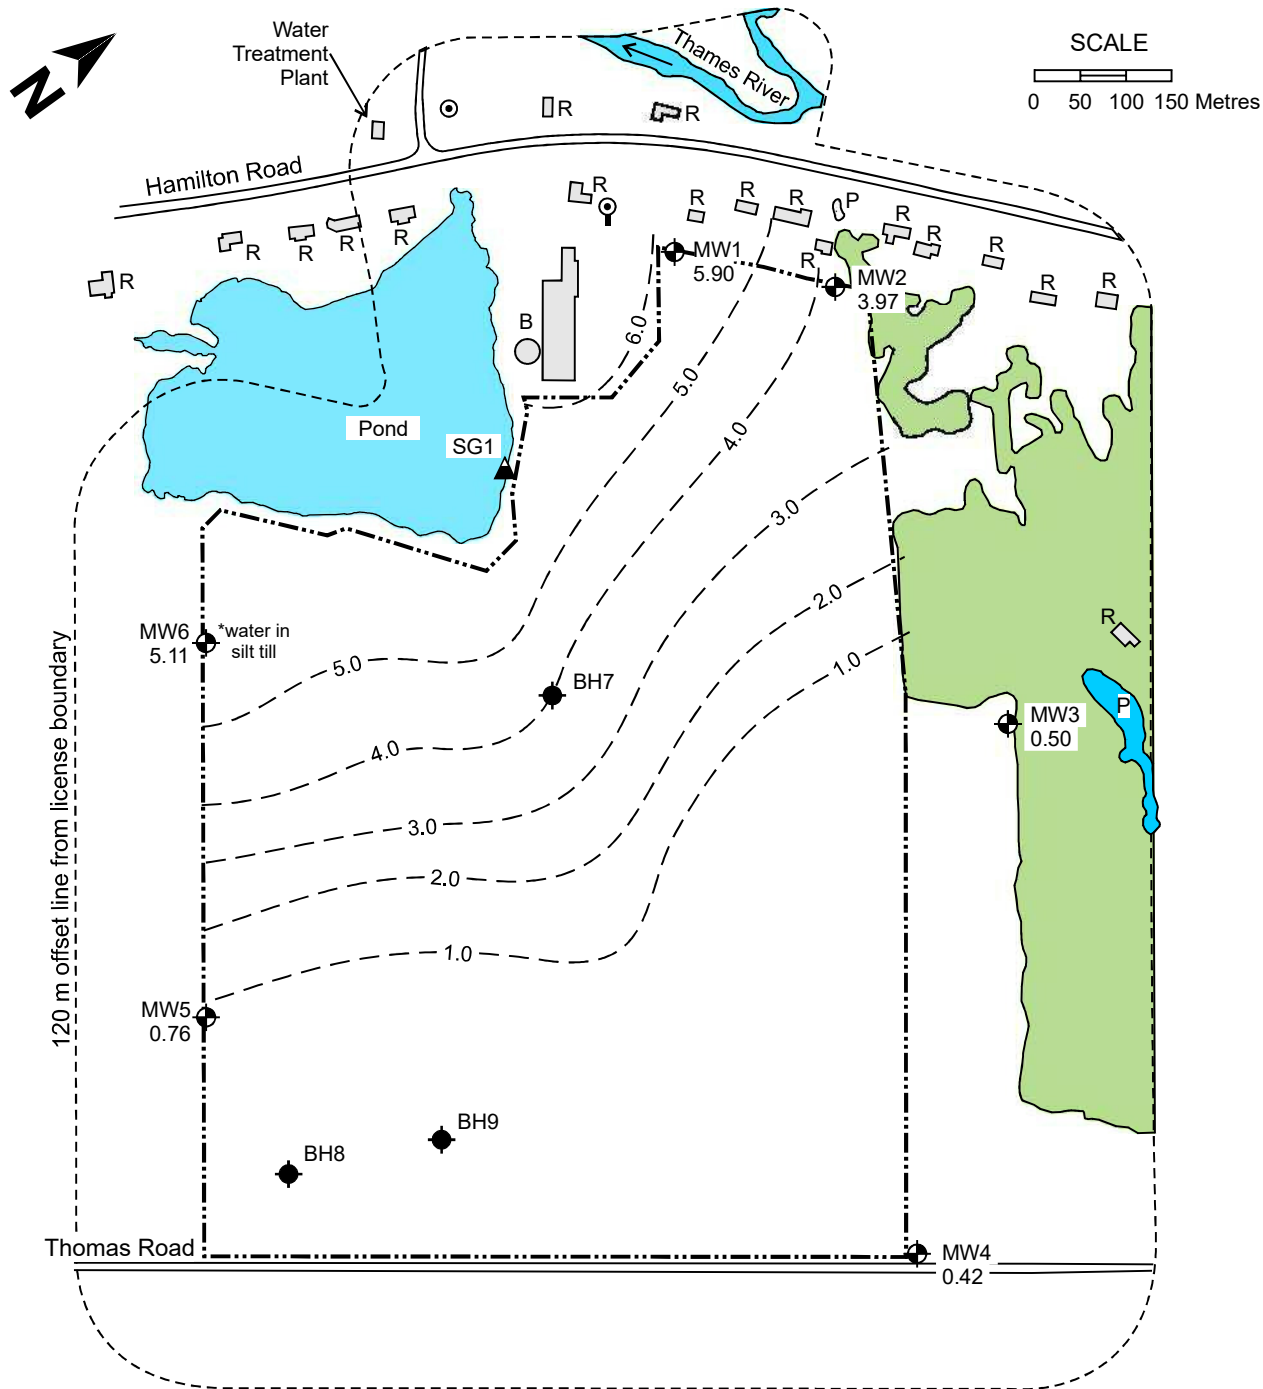 Water
Treatment
Plant
N
Thames River
SCALE
0 50 100 150 Metres
R
R
Hamilton Road
R
R
R
R
R
R
R
R
R
R
P
R
R
R
R
R
R
MW1
5.90
MW2
3.97
B
6.0
5.0
4.0
Pond
SG1
3.0
2.0
1.0
MW6
5.11
*water in
silt till
5.0
BH7
R
P
MW3
0.50
4.0
3.0
2.0
1.0
120 m offset line from license boundary
MW5
0.76
BH9
BH8
Thomas Road
MW4
0.42